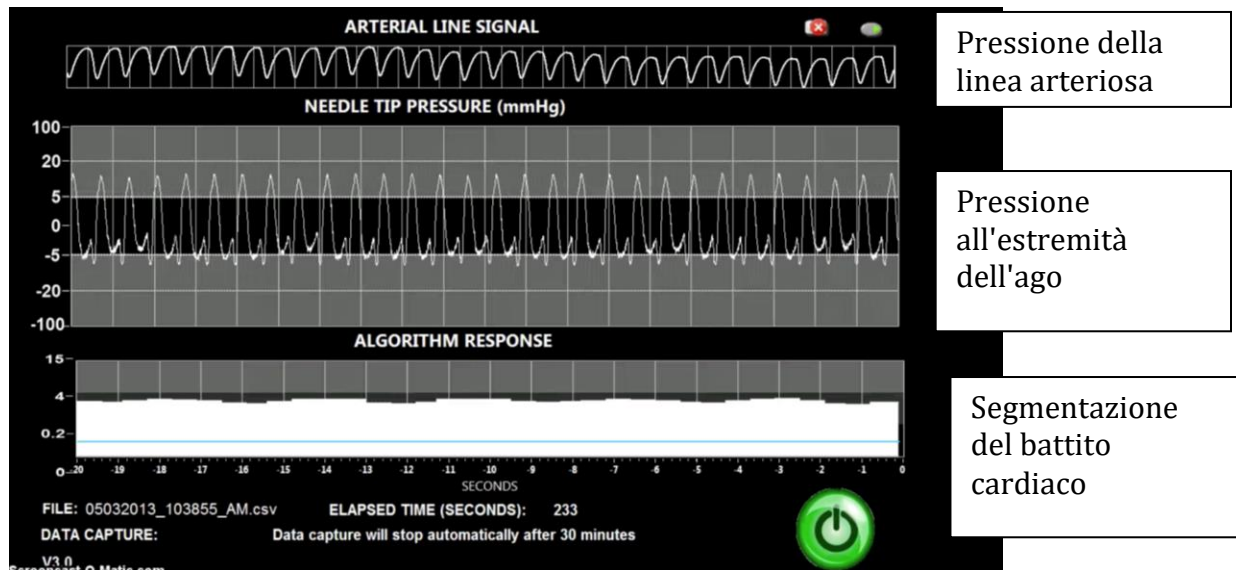 ARTERIAL LINE SIGNAL
Pressione della
linea arteriosa
NEEDLE TIP PRESSURE (mmHg)
100
20
5
0
-5
-20
-100
Pressione
all'estremità
dell'ago
ALGORITHM RESPONSE
15
4
0.2
0
-20 -19 -18 -17 -16 -15 -14 -13 -12 -11 -10 -9 -8 -7 -6 -5 -4 -3 -2 -1 0
SECONDS
Segmentazione
del battito
cardiaco
FILE: 05032013_103855_AM.csv ELAPSED TIME (SECONDS): 233
DATA CAPTURE: Data capture will stop automatically after 30 minutes
V3.0
Screencast-O-Matic.com